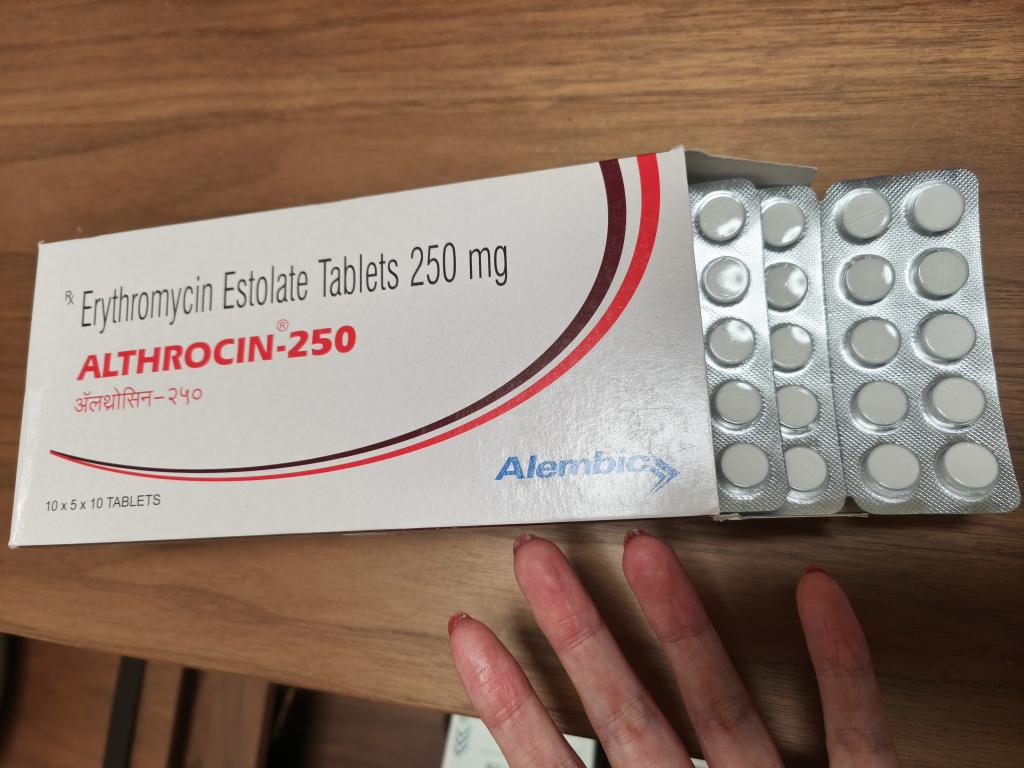 ℞ Erythromycin Estolate Tablets 250 mg
ALTHROCIN®-250
ॲलथ्रोसिन-२५०
10 x 5 x 10 TABLETS
Alembic